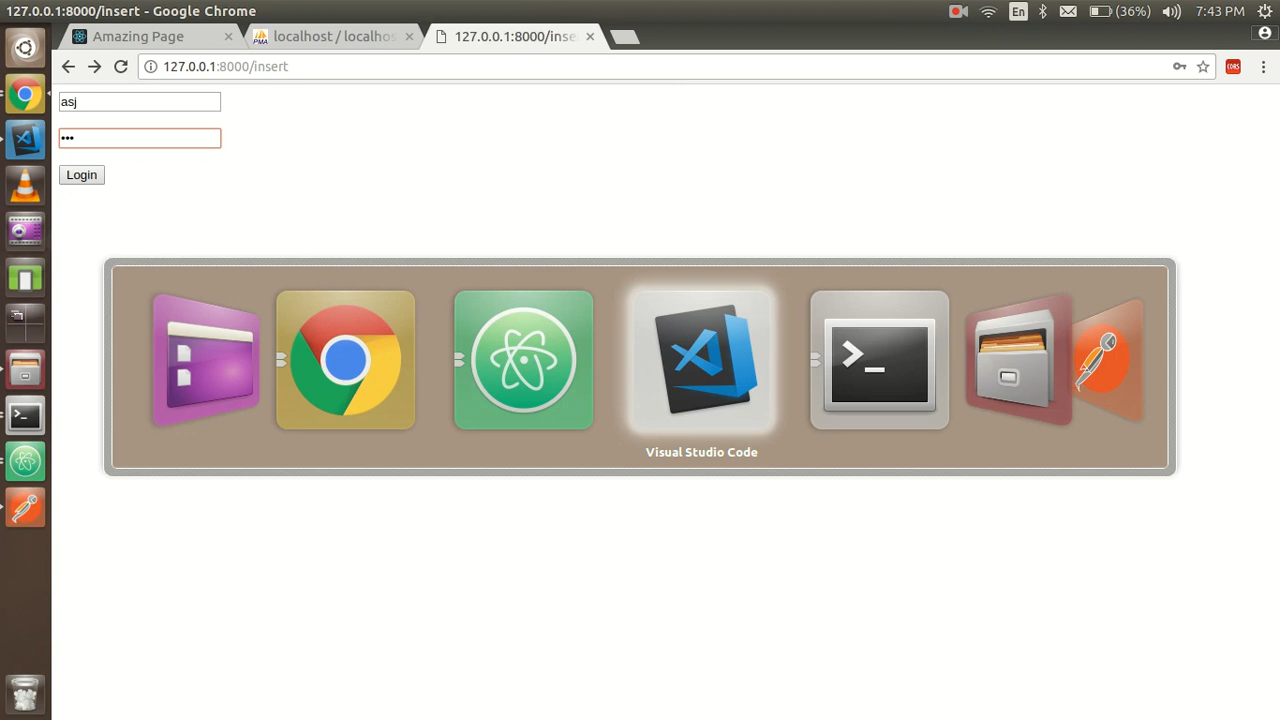 127.0.0.1:8000/insert - Google Chrome
En
(36%)
7:43 PM
Amazing Page
localhost / localhos
127.0.0.1:8000/inse
127.0.0.1:8000/insert
CORS
asj
•••
Login
Visual Studio Code